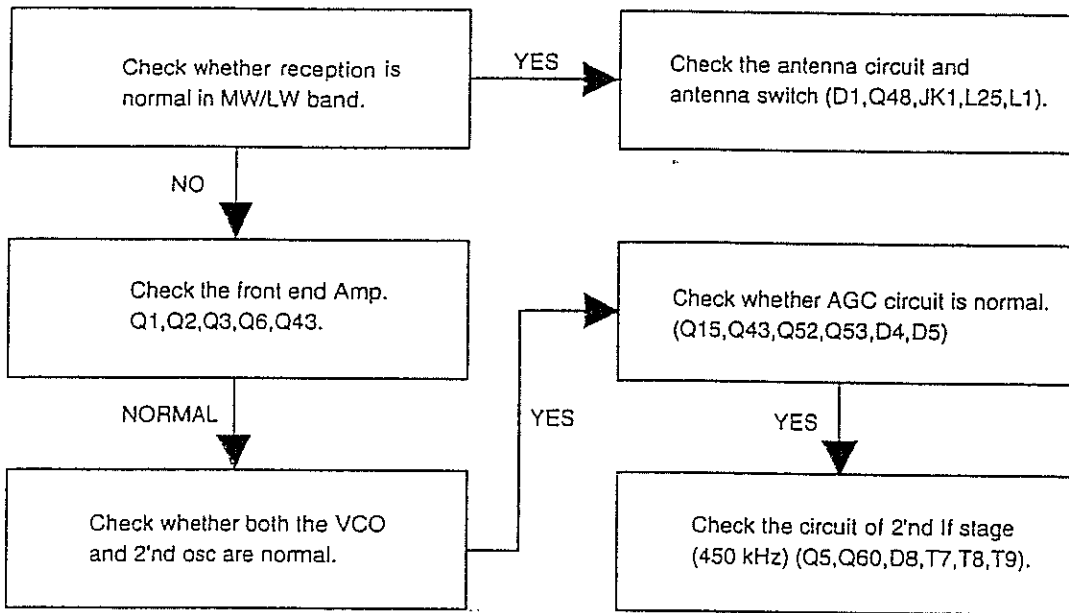 Check whether reception is
normal in MW/LW band.
YES
Check the antenna circuit and
antenna switch (D1,Q48,JK1,L25,L1).
NO
Check the front end Amp.
Q1,Q2,Q3,Q6,Q43.
Check whether AGC circuit is normal.
(Q15,Q43,Q52,Q53,D4,D5)
NORMAL
YES
YES
Check whether both the VCO
and 2'nd osc are normal.
Check the circuit of 2'nd If stage
(450 kHz) (Q5,Q60,D8,T7,T8,T9).